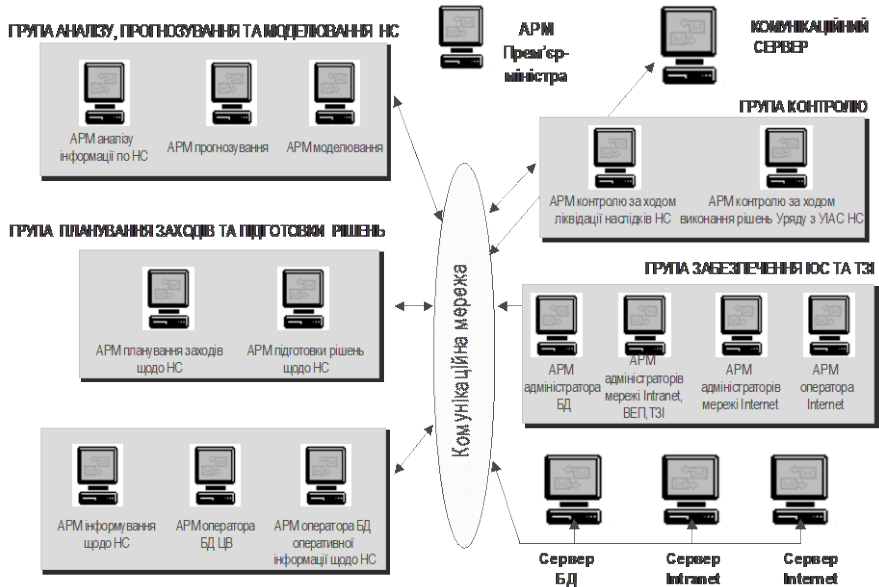 ГРУПА АНАЛІЗУ, ПРОГНОЗУВАННЯ ТА МОДЕЛЮВАННЯ НС
АРМ аналізу
інформації по НС
АРМ прогнозування
АРМ моделювання
АРМ
Прем'єр-
міністра
КОМУНІКАЦІЙНИЙ
СЕРВЕР
ГРУПА КОНТРОЛЮ
АРМ контролю за ходом
ліквідації наслідків НС
АРМ контролю за ходом
виконання рішень Уряду з УІАС НС
ГРУПА ПЛАНУВАННЯ ЗАХОДІВ ТА ПІДГОТОВКИ РІШЕНЬ
АРМ планування заходів
щодо НС
АРМ підготовки рішень
щодо НС
Комунікаційна мережа
ГРУПА ЗАБЕЗПЕЧЕННЯ ІОС ТА ТЗІ
АРМ
адміністратора
БД
АРМ
адміністраторів
мережі Intranet,
ВЕП,ТЗІ
АРМ
адміністраторів
мережі Internet
АРМ
оператора
Internet
АРМ інформування
щодо НС
АРМ оператора
БД ЦВ
АРМ оператора БД
оперативної
інформації щодо НС
Сервер
БД
Сервер
Intranet
Сервер
Internet